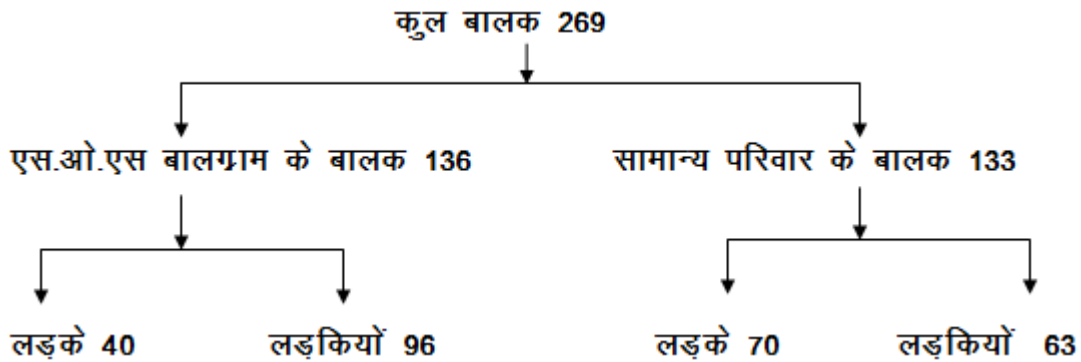 कुल बालक 269
एस.ओ.एस बालग्राम के बालक 136 सामान्य परिवार के बालक 133
लड़के 40 लड़कियों 96 लड़के 70 लड़कियों 63